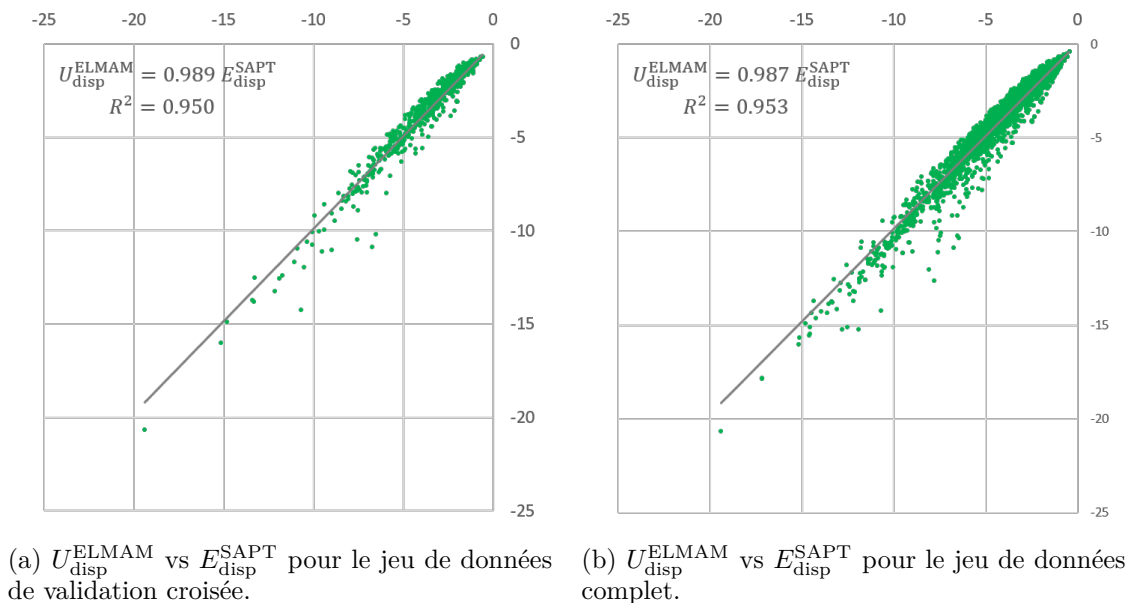 -25 -20 -15 -10 -5 0
0
-5
-10
-15
-20
-25
U_disp^ELMAM = 0.989 E_disp^SAPT
R² = 0.950
-25 -20 -15 -10 -5 0
0
-5
-10
-15
-20
-25
U_disp^ELMAM = 0.987 E_disp^SAPT
R² = 0.953
(a) U_disp^ELMAM vs E_disp^SAPT pour le jeu de données
de validation croisée.
(b) U_disp^ELMAM vs E_disp^SAPT pour le jeu de données
complet.